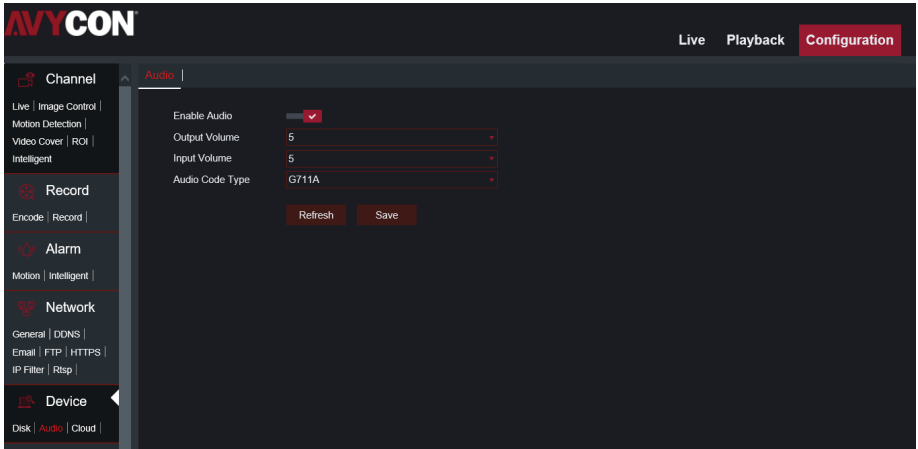 AVYCON
Live Playback Configuration
Channel
Live | Image Control |
Motion Detection |
Video Cover | ROI |
Intelligent
Record
Encode | Record |
Alarm
Motion | Intelligent |
Network
General | DDNS |
Email | FTP | HTTPS |
IP Filter | Rtsp |
Device
Disk | Audio | Cloud |
Audio |
Enable Audio
Output Volume 5
Input Volume 5
Audio Code Type G711A
Refresh Save